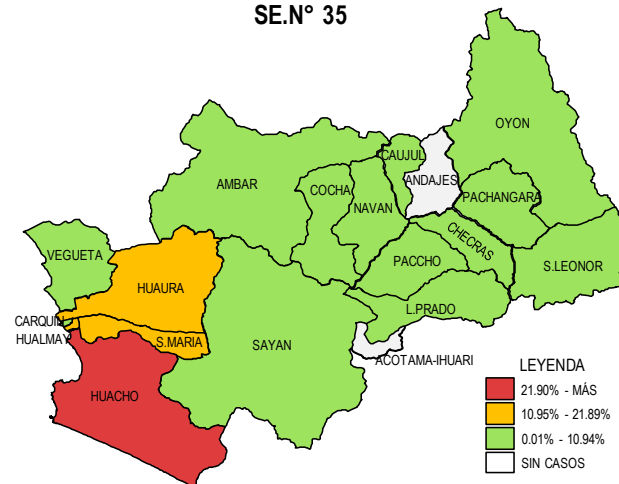 SE.N° 35
OYON
CAUJUL
ANDAJES
AMBAR
COCHA
PACHANGARA
NAVAN
CHECRAS
VEGUETA
PACCHO
S.LEONOR
HUAURA
L.PRADO
CARQUIN
HUALMAY
S.MARIA
SAYAN
ACOTAMA-IHUARI
HUACHO
LEYENDA
21.90% - MÁS
10.95% - 21.89%
0.01% - 10.94%
SIN CASOS